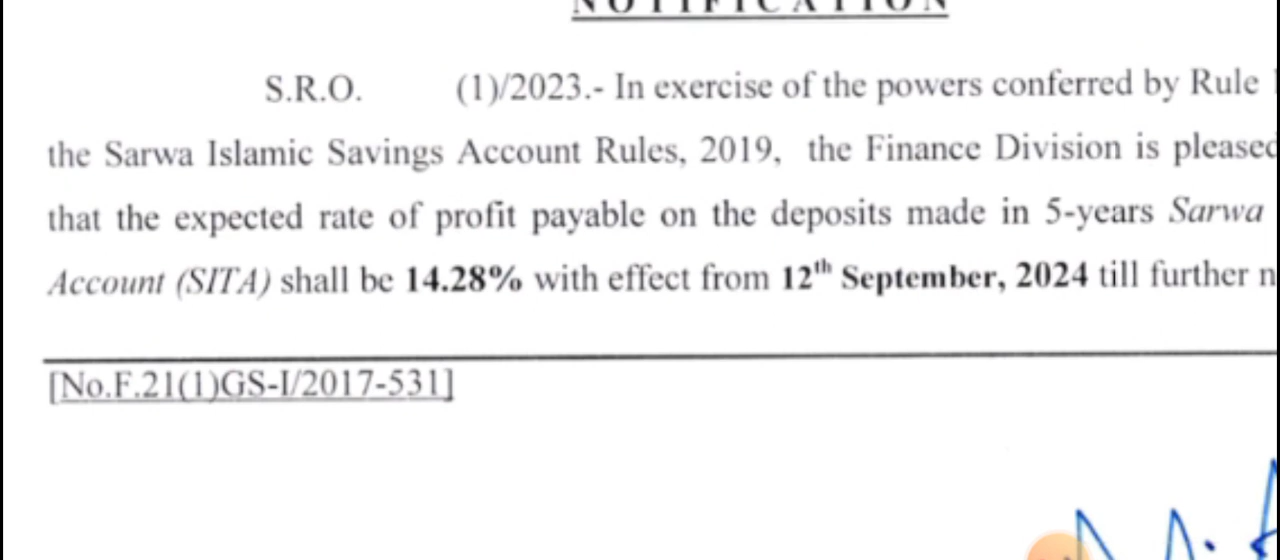 NOTIFICATION
S.R.O. (1)/2023.- In exercise of the powers conferred by Rule
the Sarwa Islamic Savings Account Rules, 2019, the Finance Division is pleased
that the expected rate of profit payable on the deposits made in 5-years Sarwa
Account (SITA) shall be 14.28% with effect from 12th September, 2024 till further
[No.F.21(1)GS-I/2017-531]